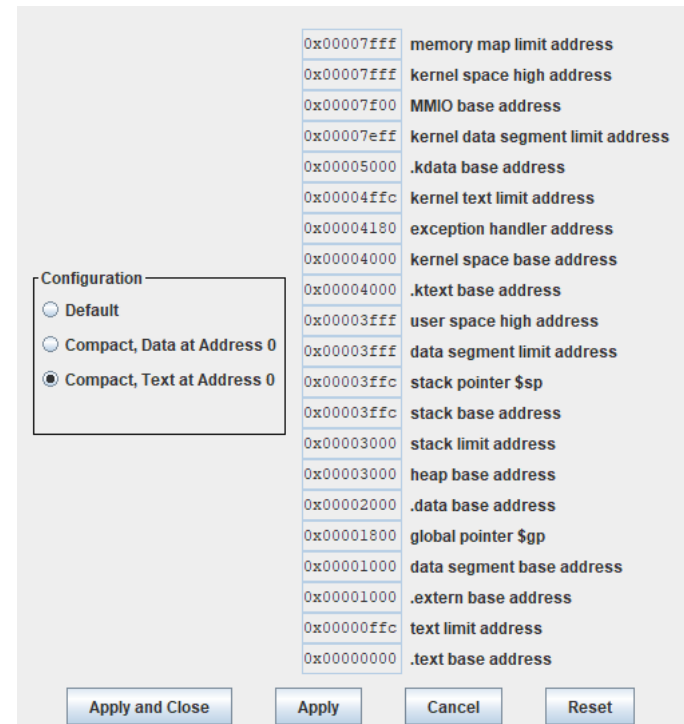 Configuration
Default
Compact, Data at Address 0
Compact, Text at Address 0
0x00007fff memory map limit address
0x00007fff kernel space high address
0x00007f00 MMIO base address
0x00007eff kernel data segment limit address
0x00005000 .kdata base address
0x00004ffc kernel text limit address
0x00004180 exception handler address
0x00004000 kernel space base address
0x00004000 .ktext base address
0x00003fff user space high address
0x00003fff data segment limit address
0x00003ffc stack pointer $sp
0x00003ffc stack base address
0x00003000 stack limit address
0x00003000 heap base address
0x00002000 .data base address
0x00001800 global pointer $gp
0x00001000 data segment base address
0x00001000 .extern base address
0x00000ffc text limit address
0x00000000 .text base address
Apply and Close Apply Cancel Reset